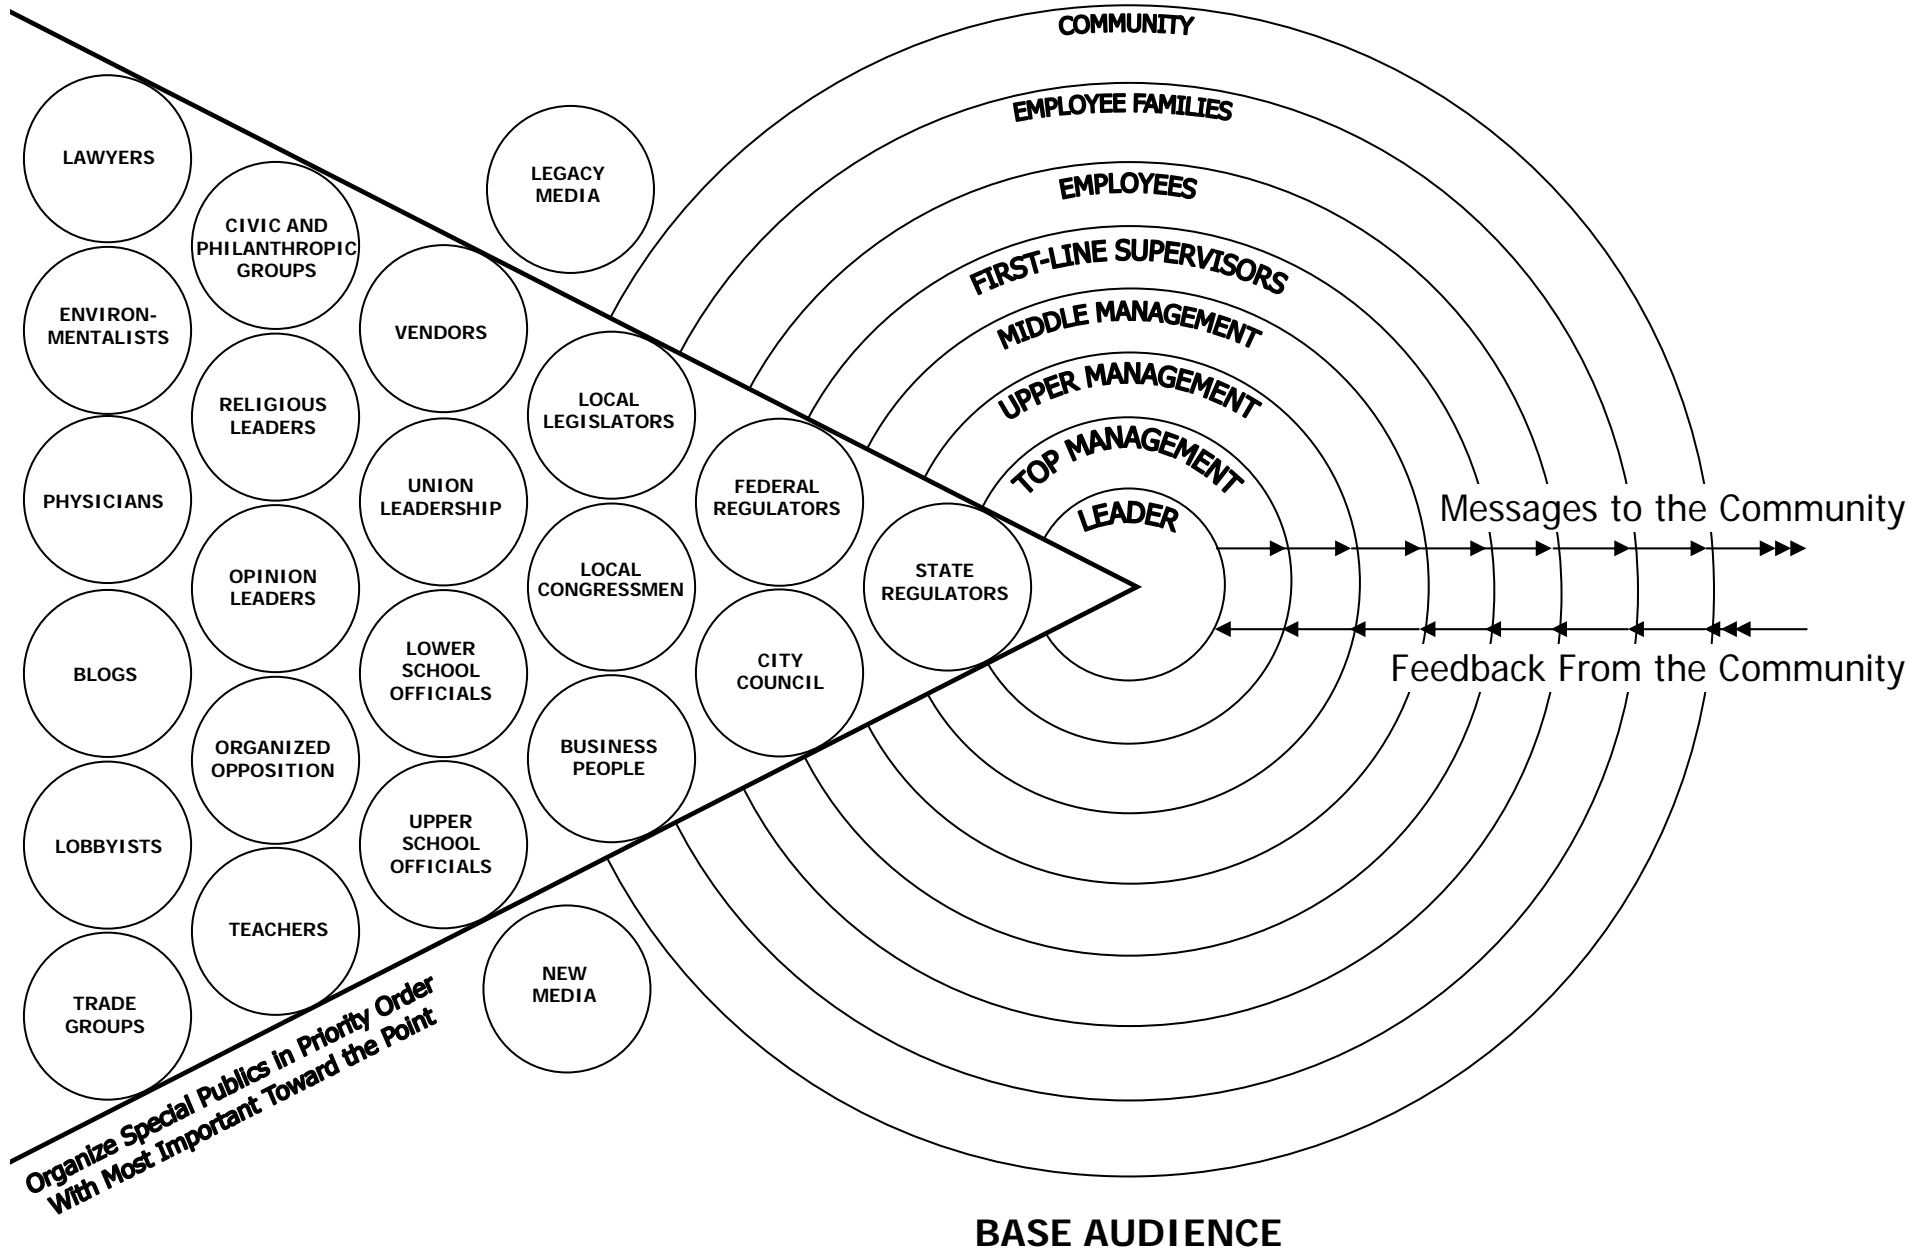 COMMUNITY
EMPLOYEE FAMILIES
EMPLOYEES
FIRST-LINE SUPERVISORS
MIDDLE MANAGEMENT
UPPER MANAGEMENT
TOP MANAGEMENT
LEADER
LAWYERS
ENVIRON-
MENTALISTS
PHYSICIANS
BLOGS
LOBBYISTS
TRADE
GROUPS
CIVIC AND
PHILANTHROPIC
GROUPS
RELIGIOUS
LEADERS
OPINION
LEADERS
ORGANIZED
OPPOSITION
TEACHERS
VENDORS
UNION
LEADERSHIP
LOWER
SCHOOL
OFFICIALS
UPPER
SCHOOL
OFFICIALS
LEGACY
MEDIA
LOCAL
LEGISLATORS
LOCAL
CONGRESSMEN
BUSINESS
PEOPLE
NEW
MEDIA
FEDERAL
REGULATORS
CITY
COUNCIL
STATE
REGULATORS
Messages to the Community
Feedback From the Community
Organize Special Publics in Priority Order
With Most Important Toward the Point
BASE AUDIENCE